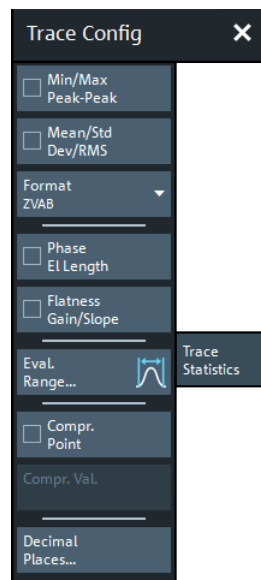 Trace Config
Min/Max
Peak-Peak
Mean/Std
Dev/RMS
Format
ZVAB
Phase
El Length
Flatness
Gain/Slope
Eval.
Range...
Trace
Statistics
Compr.
Point
Compr. Val.
Decimal
Places...